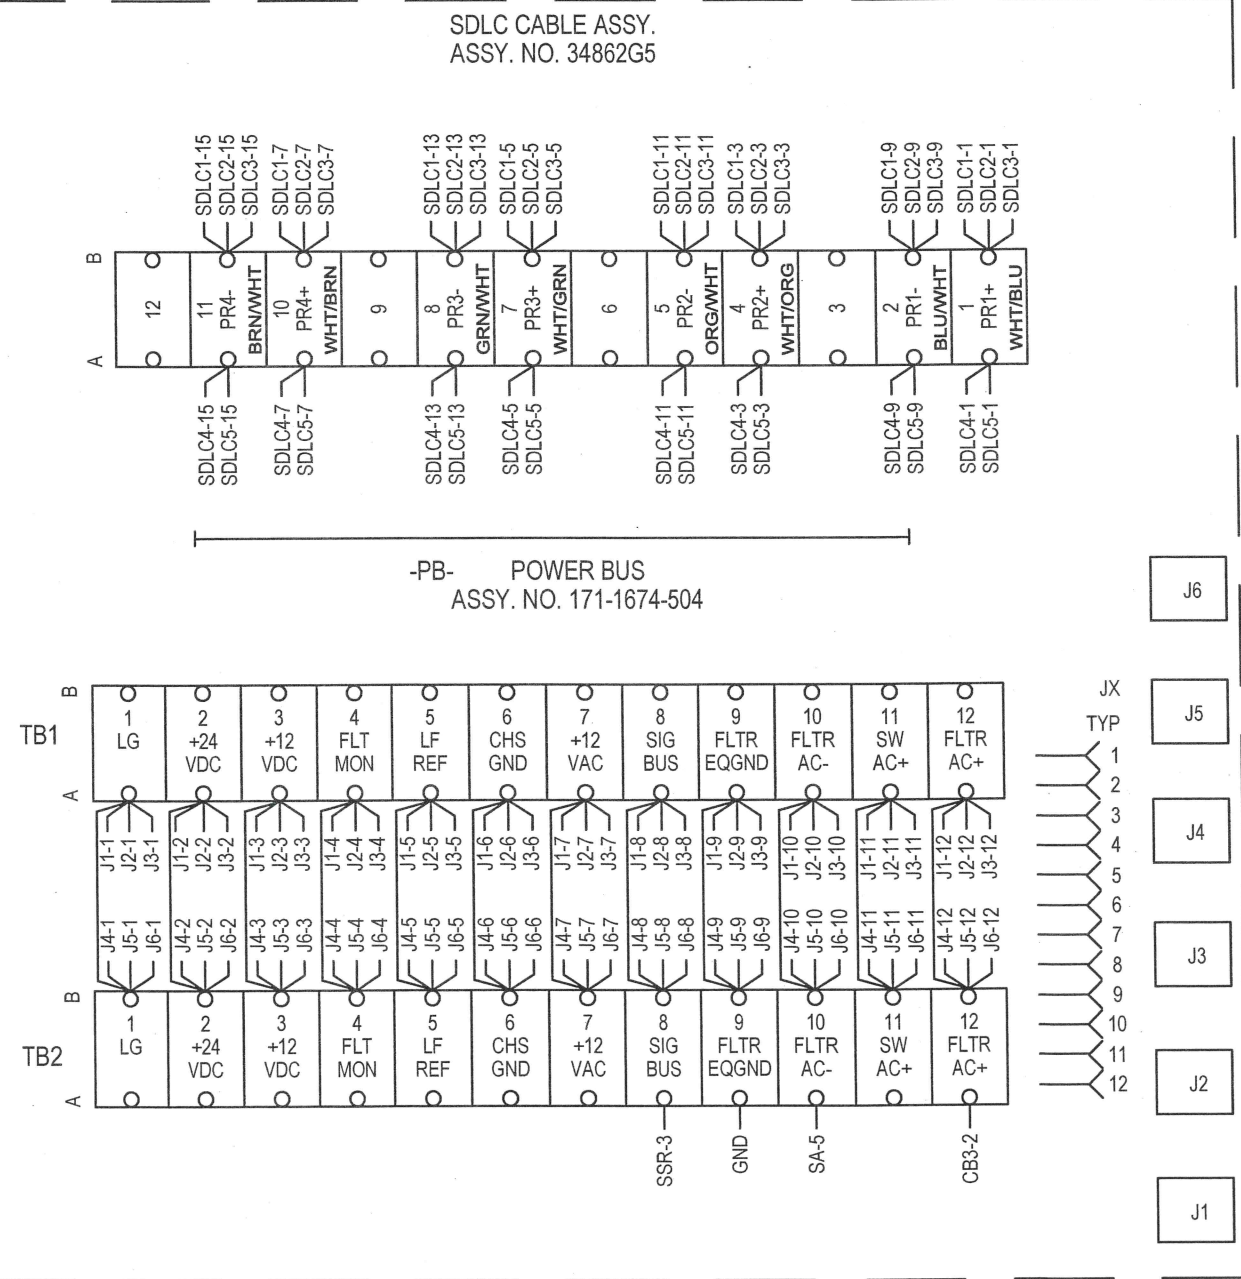 SDLC CABLE ASSY.
ASSY. NO. 34862G5
SDLC1-15
SDLC2-15
SDLC3-15
SDLC1-7
SDLC2-7
SDLC3-7
SDLC1-13
SDLC2-13
SDLC3-13
SDLC1-5
SDLC2-5
SDLC3-5
SDLC1-11
SDLC2-11
SDLC3-11
SDLC1-3
SDLC2-3
SDLC3-3
SDLC1-9
SDLC2-9
SDLC3-9
SDLC1-1
SDLC2-1
SDLC3-1
B
A
12
11
PR4-
BRN/WHT
10
PR4+
WHT/BRN
9
8
PR3-
GRN/WHT
7
PR3+
WHT/GRN
6
5
PR2-
ORG/WHT
4
PR2+
WHT/ORG
3
2
PR1-
BLU/WHT
1
PR1+
WHT/BLU
SDLC4-15
SDLC5-15
SDLC4-7
SDLC5-7
SDLC4-13
SDLC5-13
SDLC4-5
SDLC5-5
SDLC4-11
SDLC5-11
SDLC4-3
SDLC5-3
SDLC4-9
SDLC5-9
SDLC4-1
SDLC5-1
-PB- POWER BUS
ASSY. NO. 171-1674-504
TB1
B
A
1
LG
2
+24
VDC
3
+12
VDC
4
FLT
MON
5
LF
REF
6
CHS
GND
7
+12
VAC
8
SIG
BUS
9
FLTR
EQGND
10
FLTR
AC-
11
SW
AC+
12
FLTR
AC+
J1-1
J2-1
J3-1
J1-2
J2-2
J3-2
J1-3
J2-3
J3-3
J1-4
J2-4
J3-4
J1-5
J2-5
J3-5
J1-6
J2-6
J3-6
J1-7
J2-7
J3-7
J1-8
J2-8
J3-8
J1-9
J2-9
J3-9
J1-10
J2-10
J3-10
J1-11
J2-11
J3-11
J1-12
J2-12
J3-12
J4-1
J5-1
J6-1
J4-2
J5-2
J6-2
J4-3
J5-3
J6-3
J4-4
J5-4
J6-4
J4-5
J5-5
J6-5
J4-6
J5-6
J6-6
J4-7
J5-7
J6-7
J4-8
J5-8
J6-8
J4-9
J5-9
J6-9
J4-10
J5-10
J6-10
J4-11
J5-11
J6-11
J4-12
J5-12
J6-12
TB2
B
A
1
LG
2
+24
VDC
3
+12
VDC
4
FLT
MON
5
LF
REF
6
CHS
GND
7
+12
VAC
8
SIG
BUS
9
FLTR
EQGND
10
FLTR
AC-
11
SW
AC+
12
FLTR
AC+
SSR-3
GND
SA-5
CB3-2
JX
TYP
1
2
3
4
5
6
7
8
9
10
11
12
J6
J5
J4
J3
J2
J1